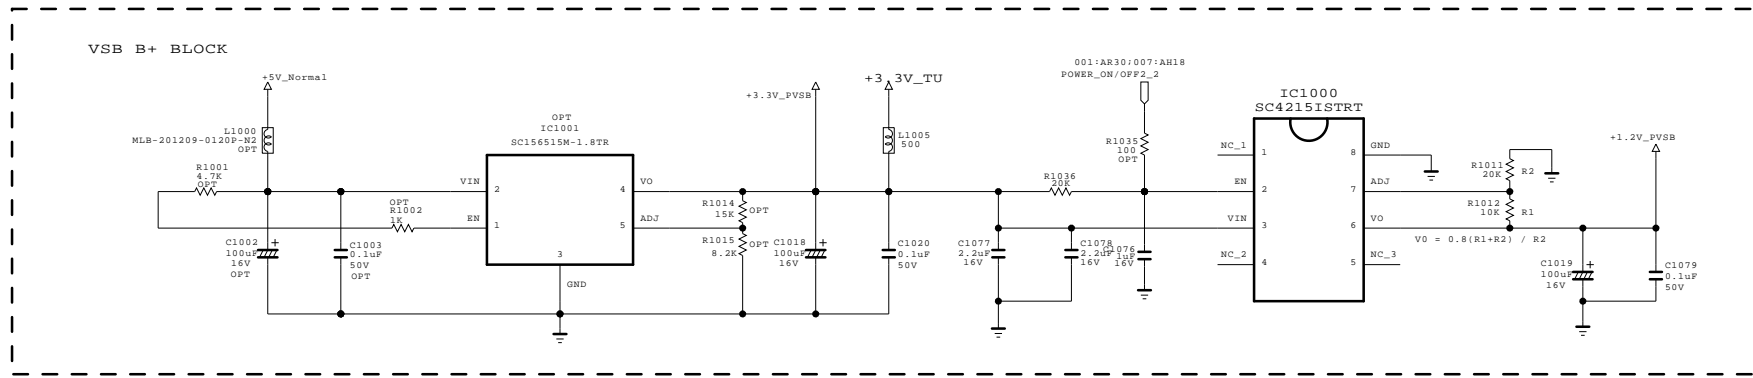 VSB B+ BLOCK
+5V_Normal
L1000
MLB-201209-0120P-N2
OPT
R1001
4.7K
OPT
OPT
R1002
1K
C1002
100uF
16V
OPT
C1003
0.1uF
50V
OPT
OPT
IC1001
SC156515M-1.8TR
VIN
2
EN
1
3
GND
4
VO
5
ADJ
R1014
15K
OPT
R1015
8.2K
OPT
+3.3V_PVSB
C1018
100uF
16V
+3.3V_TU
L1005
500
C1020
0.1uF
50V
C1077
2.2uF
16V
C1078
2.2uF
16V
R1036
20K
001:AR30;007:AH18
POWER_ON/OFF2_2
R1035
100
OPT
C1076
1uF
16V
IC1000
SC4215ISTRT
NC_1
1
EN
2
VIN
3
NC_2
4
8
GND
7
ADJ
6
VO
5
NC_3
R1011
20K
R2
R1012
10K
R1
V0 = 0.8(R1+R2) / R2
+1.2V_PVSB
C1019
100uF
16V
C1079
0.1uF
50V